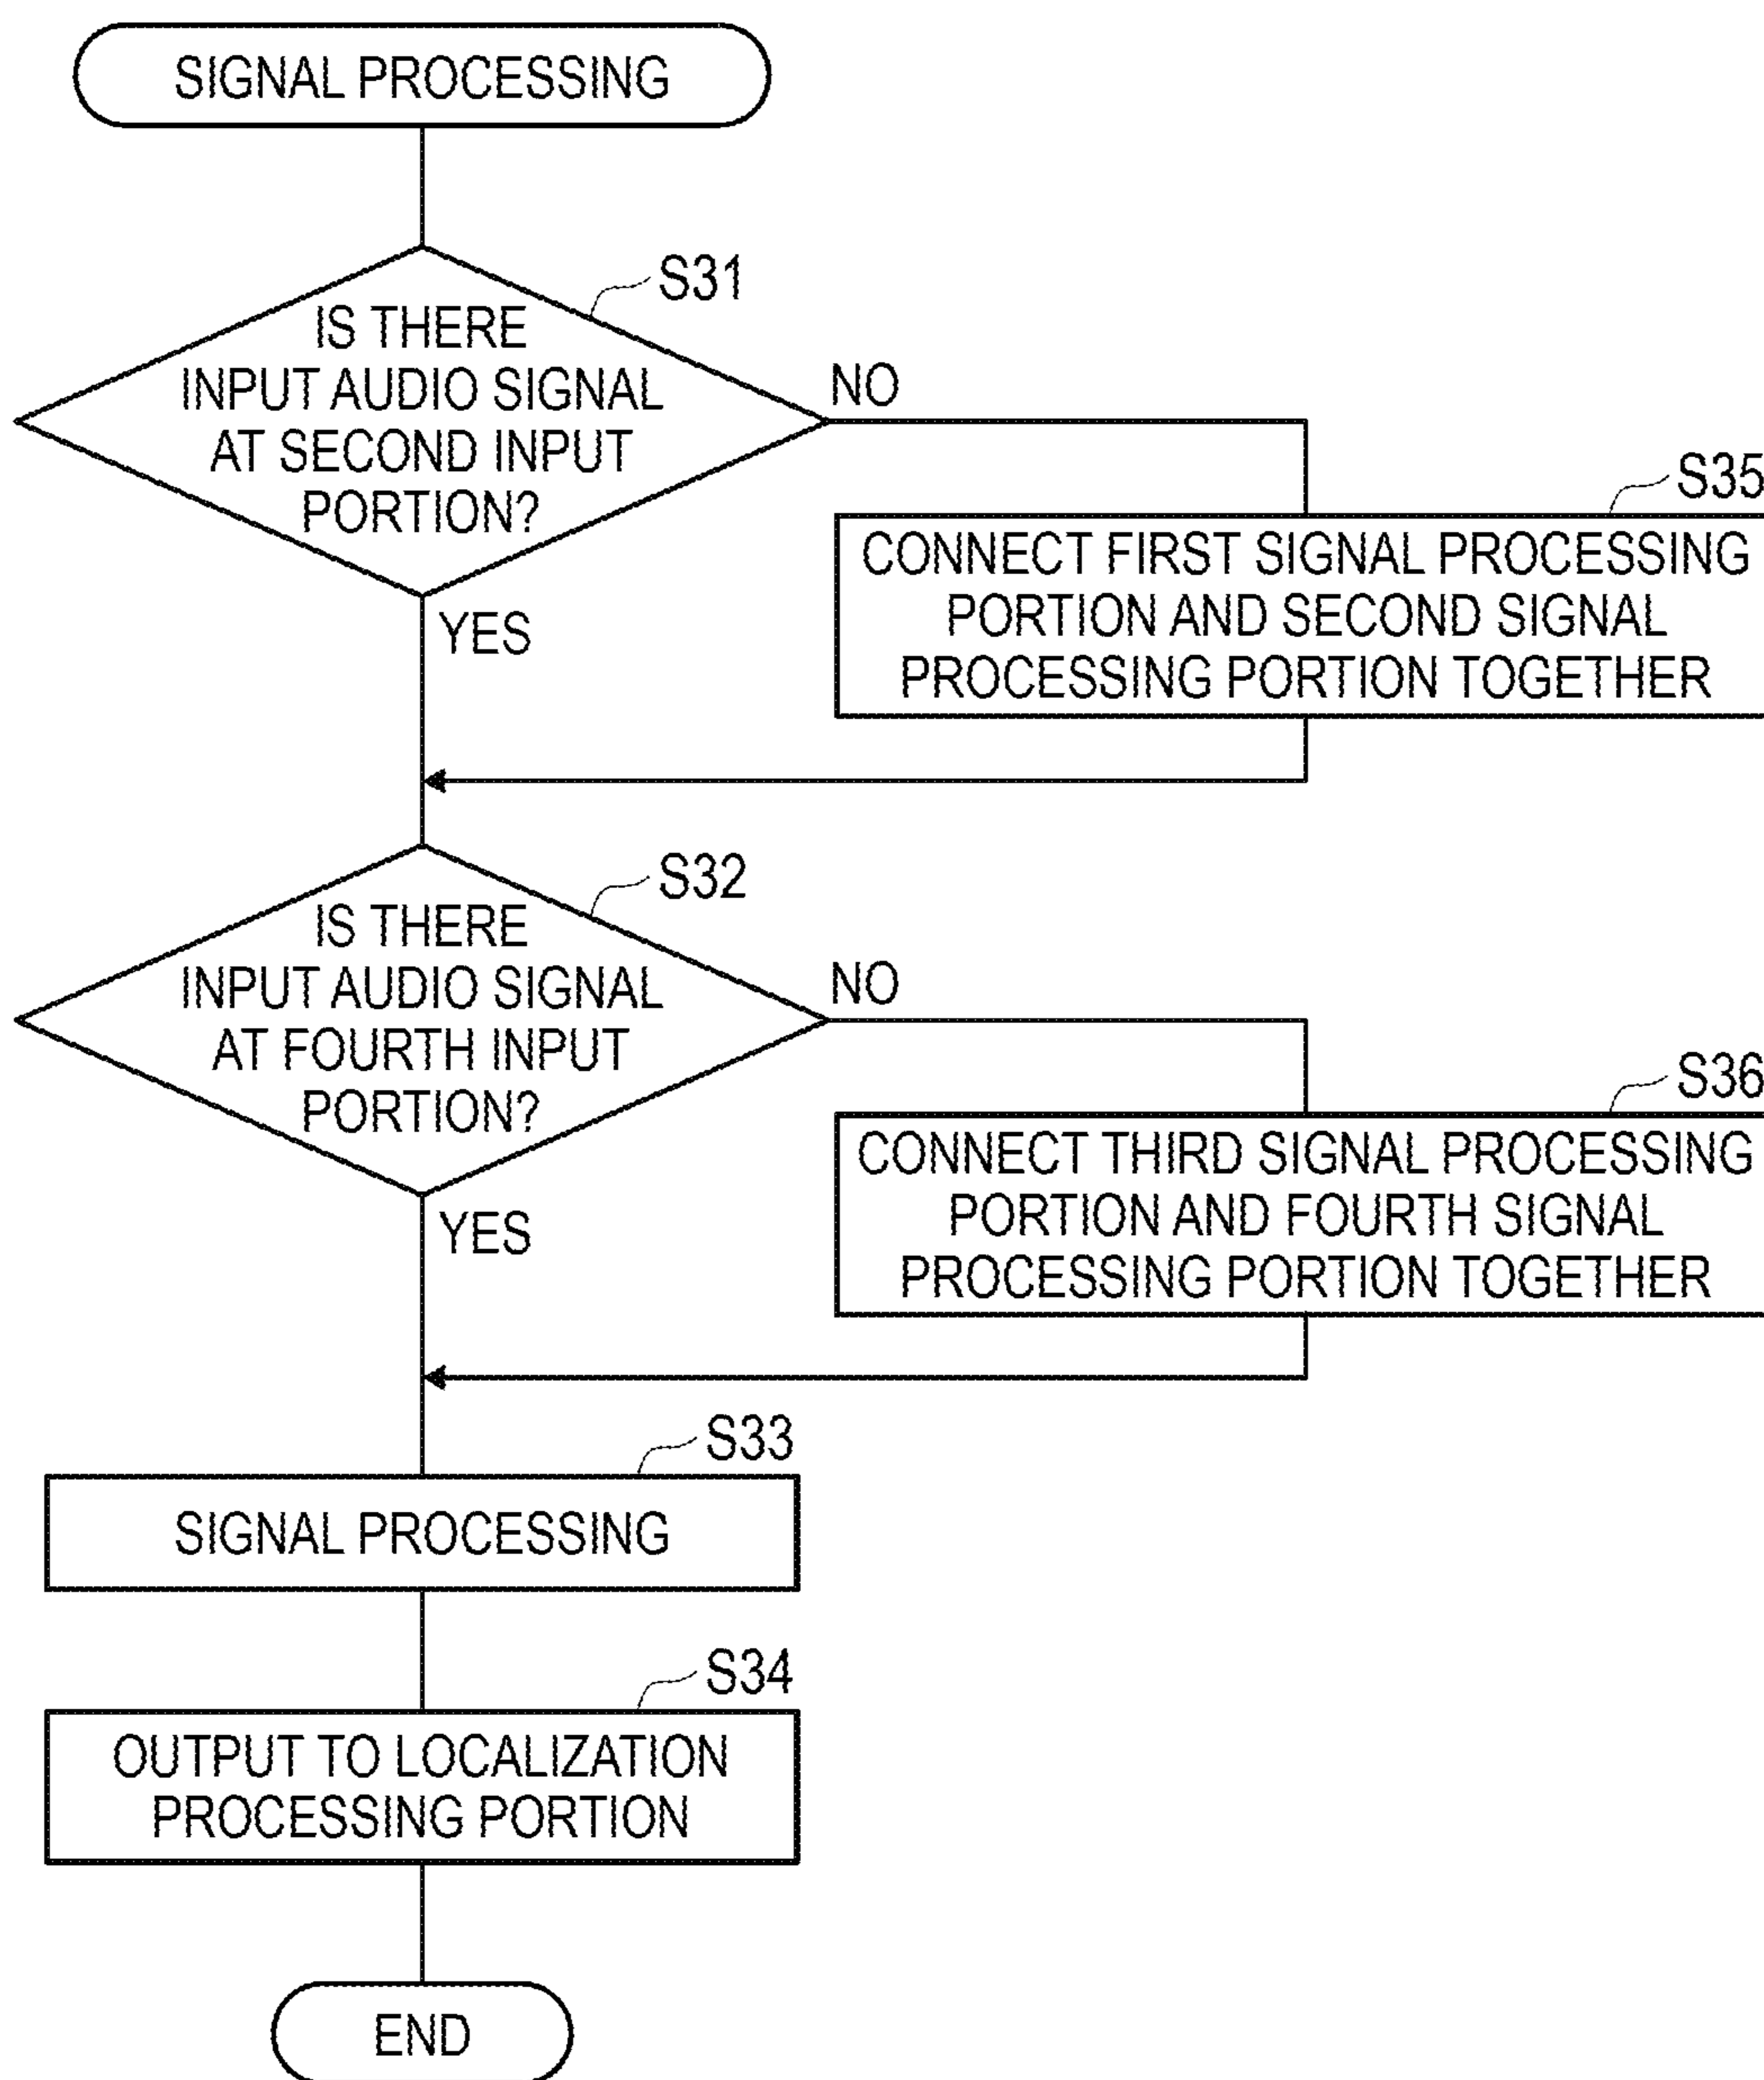 SIGNAL PROCESSING
S31
IS THERE
INPUT AUDIO SIGNAL
AT SECOND INPUT
PORTION?
NO
YES
S35
CONNECT FIRST SIGNAL PROCESSING
PORTION AND SECOND SIGNAL
PROCESSING PORTION TOGETHER
S32
IS THERE
INPUT AUDIO SIGNAL
AT FOURTH INPUT
PORTION?
NO
YES
S36
CONNECT THIRD SIGNAL PROCESSING
PORTION AND FOURTH SIGNAL
PROCESSING PORTION TOGETHER
S33
SIGNAL PROCESSING
S34
OUTPUT TO LOCALIZATION
PROCESSING PORTION
END